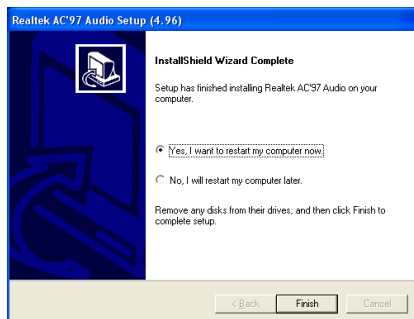 Realtek AC'97 Audio Setup (4.96)
InstallShield Wizard Complete
Setup has finished installing Realtek AC'97 Audio on your
computer.
Yes, I want to restart my computer now.
No, I will restart my computer later.
Remove any disks from their drives, and then click Finish to
complete setup.
< Back Finish Cancel